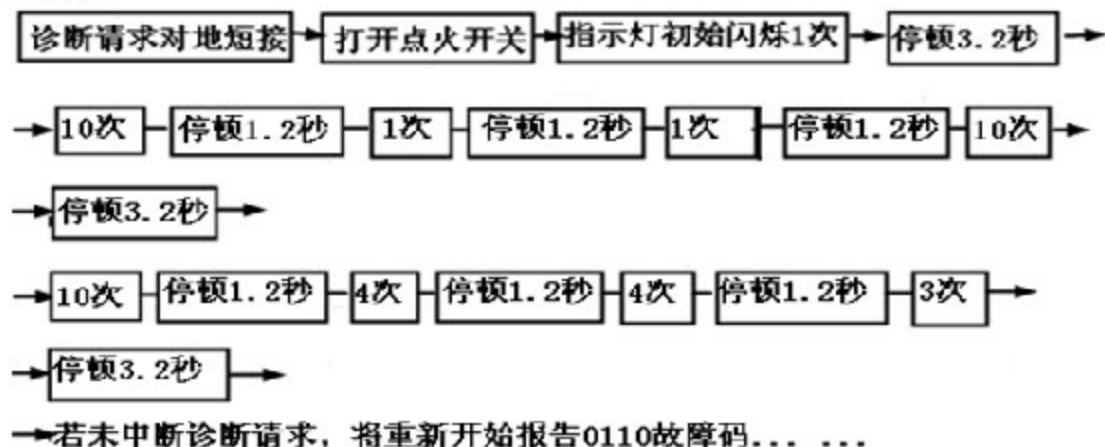 诊断请求对地短接 打开点火开关 指示灯初始闪烁1次 停顿3.2秒
10次 停顿1.2秒 1次 停顿1.2秒 1次 停顿1.2秒 10次
停顿3.2秒
10次 停顿1.2秒 4次 停顿1.2秒 4次 停顿1.2秒 3次
停顿3.2秒
若未中断诊断请求，将重新开始报告0110故障码... ...